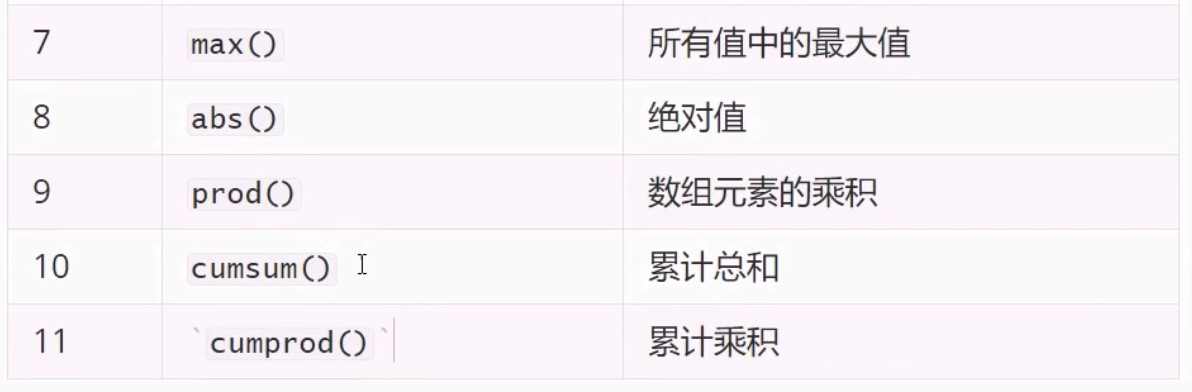 7 max() 所有值中的最大值
8 abs() 绝对值
9 prod() 数组元素的乘积
10 cumsum() 累计总和
11 `cumprod()` 累计乘积